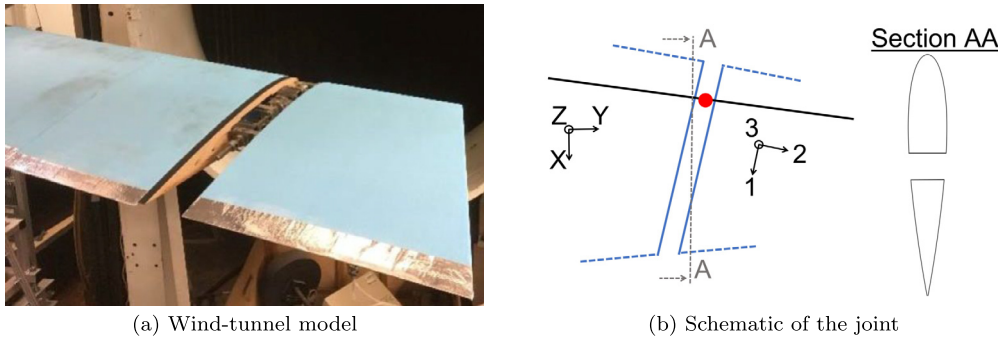 A
Section AA
Z
Y
X
3
2
1
A
(a) Wind-tunnel model
(b) Schematic of the joint